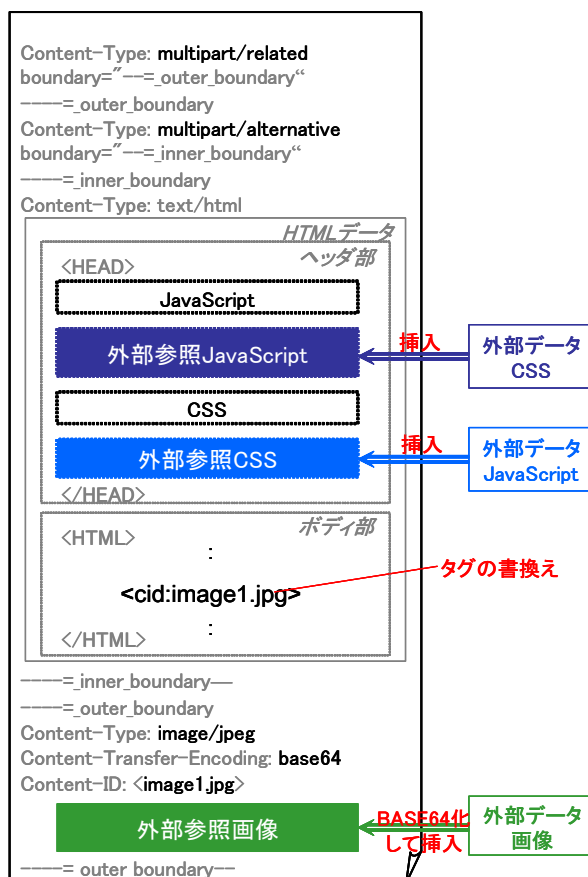 Content-Type: multipart/related
boundary="--=_outer_boundary“
----=_outer_boundary
Content-Type: multipart/alternative
boundary="--=_inner_boundary“
----=_inner_boundary
Content-Type: text/html
HTMLデータ
ヘッダ部
<HEAD>
JavaScript
外部参照JavaScript
挿入
外部データ
CSS
CSS
外部参照CSS
挿入
外部データ
JavaScript
</HEAD>
ボディ部
<HTML>
:
<cid:image1.jpg>
タグの書換え
:
</HTML>
----=_inner_boundary—
----=_outer_boundary
Content-Type: image/jpeg
Content-Transfer-Encoding: base64
Content-ID: <image1.jpg>
外部参照画像
BASE64化
して挿入
外部データ
画像
----=_outer_boundary--